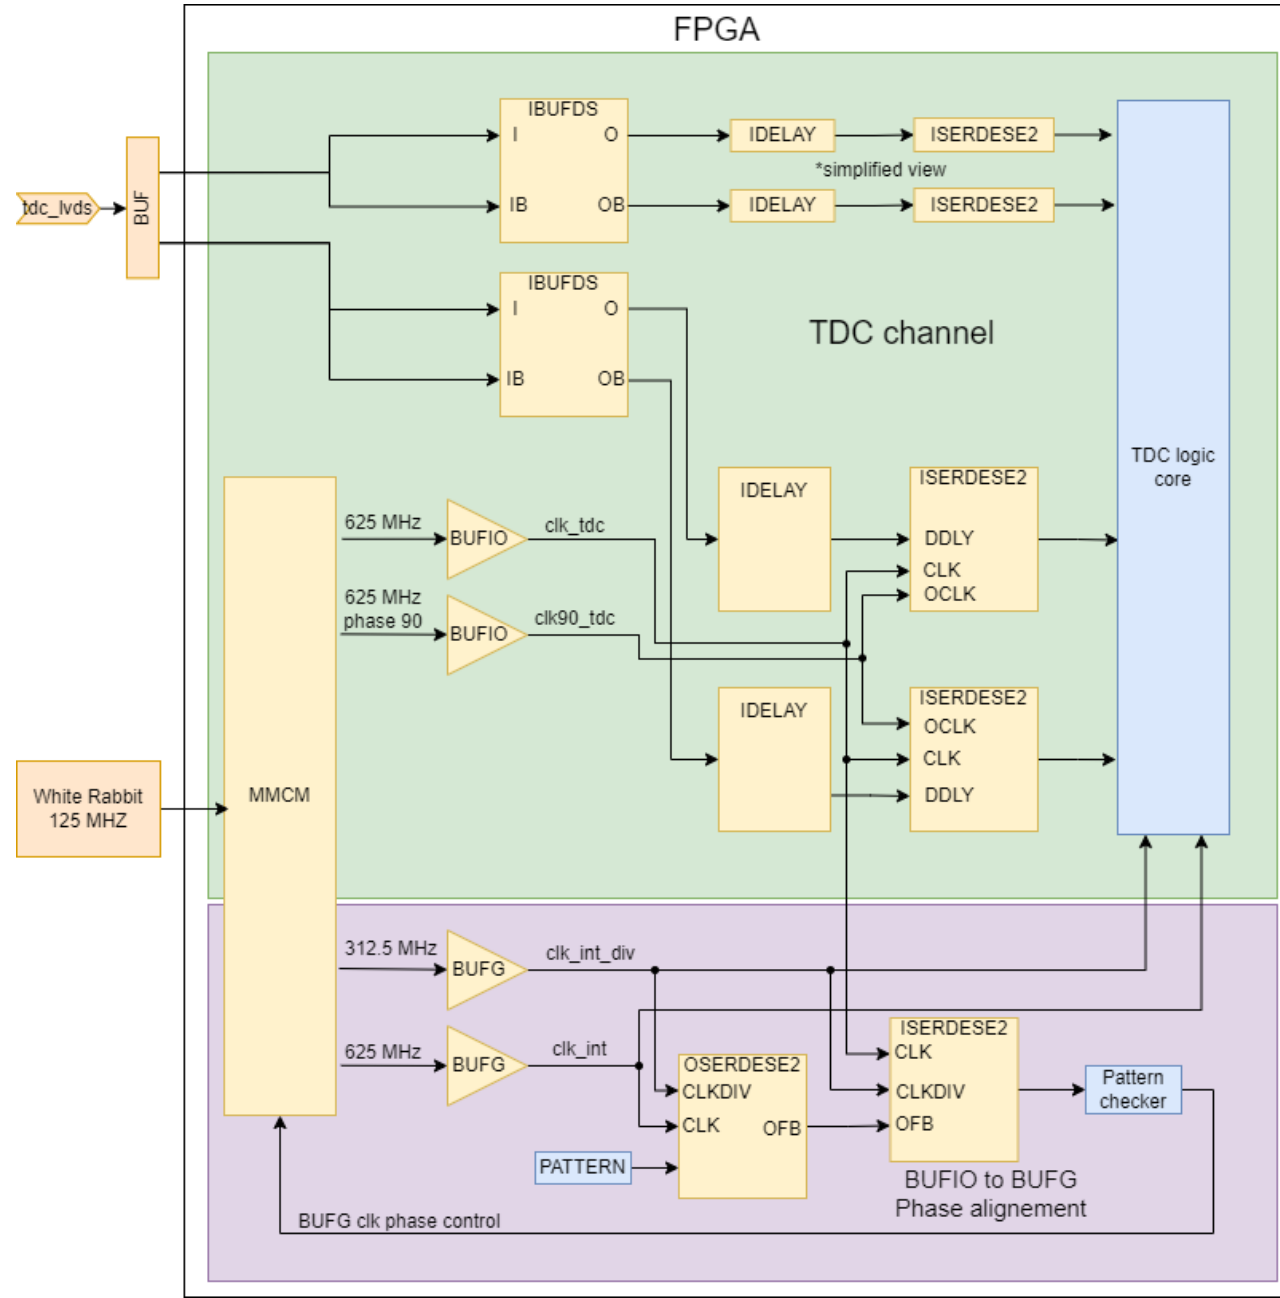 FPGA
IBUFDS
I
O
IB
OB
IDELAY
ISERDESE2
*simplified view
IDELAY
ISERDESE2
tdc_lvds
BUF
IBUFDS
I
O
IB
OB
TDC channel
TDC logic
core
IDELAY
ISERDESE2
DDLY
CLK
OCLK
625 MHz
BUFIO
clk_tdc
625 MHz
phase 90
BUFIO
clk90_tdc
IDELAY
ISERDESE2
OCLK
CLK
DDLY
White Rabbit
125 MHZ
MMCM
312.5 MHz
BUFG
clk_int_div
625 MHz
BUFG
clk_int
OSERDESE2
CLKDIV
CLK
OFB
PATTERN
ISERDESE2
CLK
CLKDIV
OFB
Pattern
checker
BUFIO to BUFG
Phase alignement
BUFG clk phase control